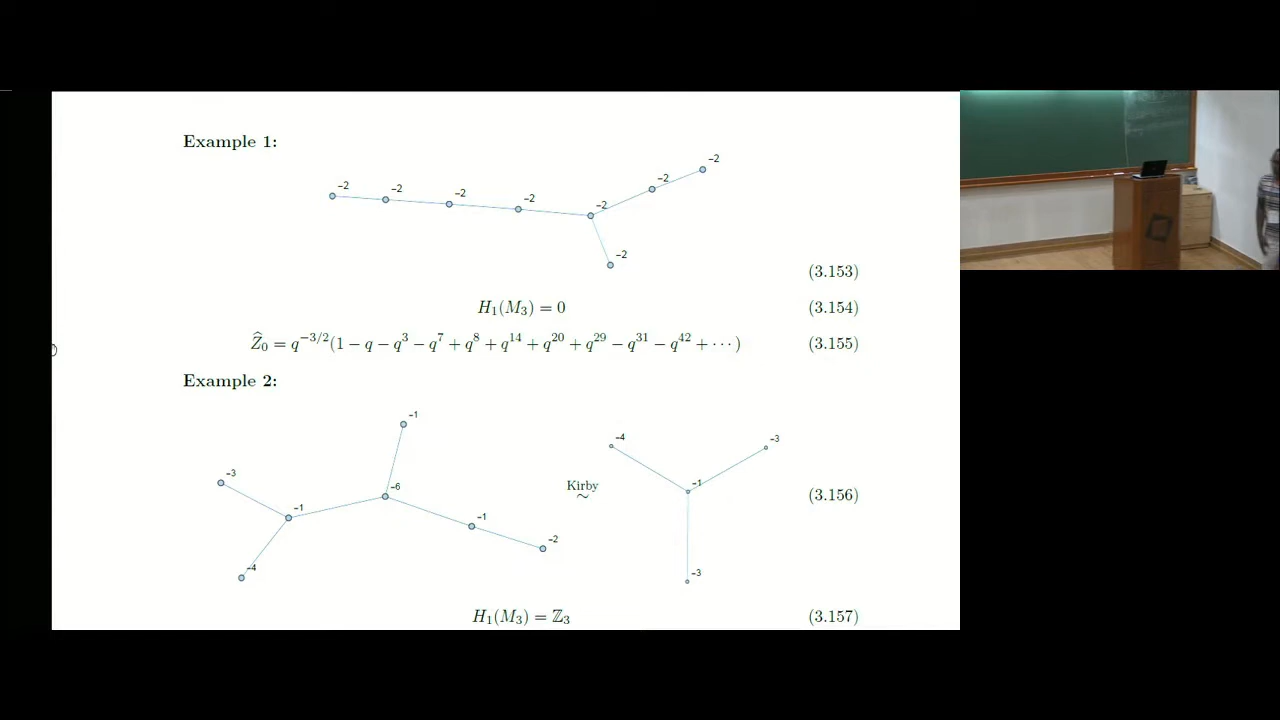 Example 1:
−2 −2 −2 −2 −2 −2 −2 −2
(3.153)
H₁(M₃) = 0 (3.154)
Ẑ₀ = q^{−3/2}(1 − q − q³ − q⁷ + q⁸ + q¹⁴ + q²⁰ + q²⁹ − q³¹ − q⁴² + ⋯) (3.155)
Example 2:
−3 −1 −4 −6 −1 −1 −2
Kirby
∼
−4 −3 −1 −3
(3.156)
H₁(M₃) = ℤ₃ (3.157)